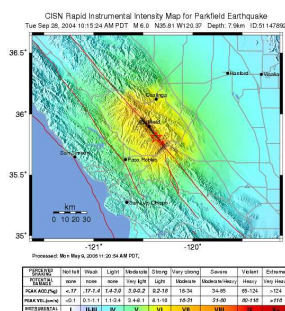 CISN Rapid Instrumental Intensity Map for Parkfield Earthquake
Tue Sep 28, 2004 10:15:24 AM PDT M 6.0 N35.81 W120.37 Depth: 7.9km ID:51147892
36.5°
Hanford
Visalia
Coalinga
36°
Parkfield
San Simeon
Paso Robles
35.5°
San Luis Obispo
km
0 10 20 30
35°
-121°
-120°
Processed: Mon May 9, 2005 11:20:54 AM PDT,
PERCEIVED SHAKING Not felt Weak Light Moderate Strong Very strong Severe Violent Extreme
POTENTIAL DAMAGE none none none Very light Light Moderate Moderate/Heavy Heavy Very Heavy
PEAK ACC.(%g) <.17 .17-1.4 1.4-3.9 3.9-9.2 9.2-18 18-34 34-65 65-124 >124
PEAK VEL.(cm/s) <0.1 0.1-1.1 1.1-3.4 3.4-8.1 8.1-16 16-31 31-60 60-116 >116
INSTRUMENTAL I II-III IV V VI VII VIII